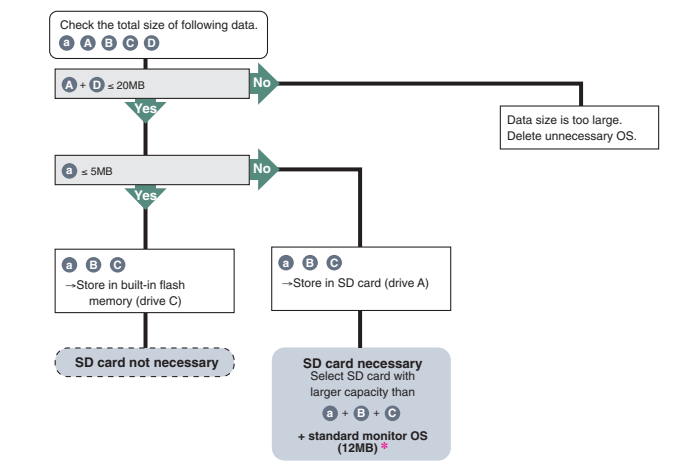 Check the total size of following data.
a A B C D
A + D ≤ 20MB
No
Yes
Data size is too large.
Delete unnecessary OS.
a ≤ 5MB
No
Yes
a B C
→Store in built-in flash
memory (drive C)
a B C
→Store in SD card (drive A)
SD card not necessary
SD card necessary
Select SD card with
larger capacity than
a + B + C
+ standard monitor OS
(12MB) *